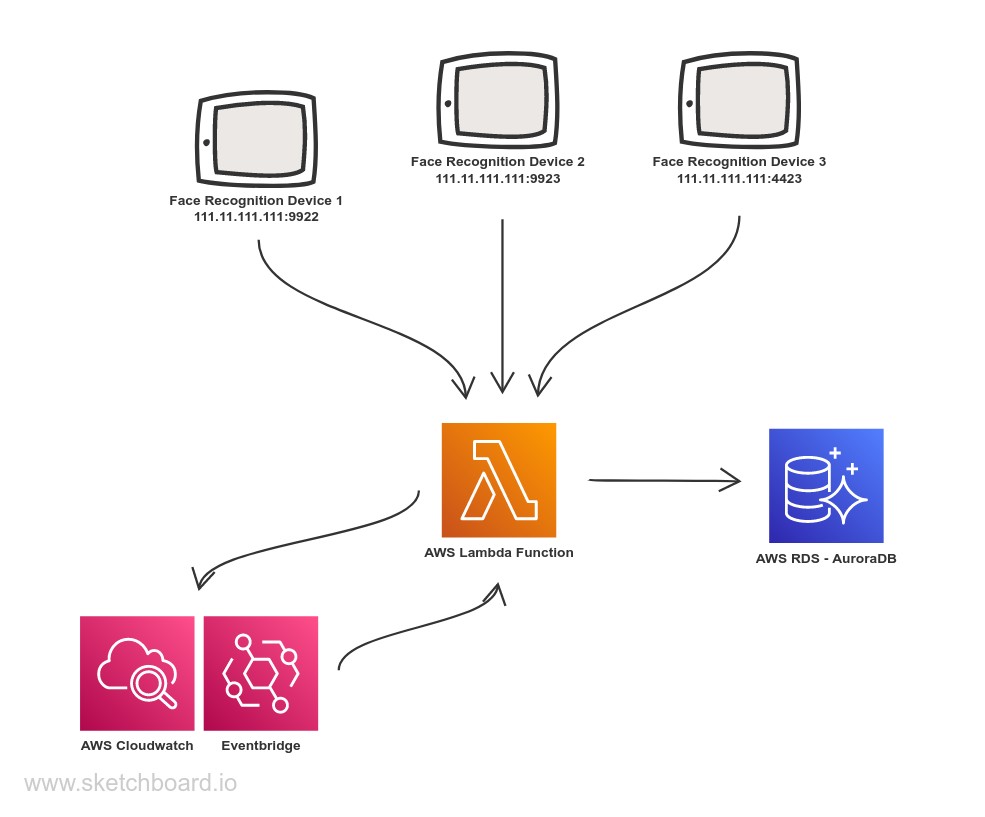 Face Recognition Device 1
111.11.111.111:9922
Face Recognition Device 2
111.11.111.111:9923
Face Recognition Device 3
111.11.111.111:4423
AWS Lambda Function
AWS RDS - AuroraDB
AWS Cloudwatch
Eventbridge
www.sketchboard.io